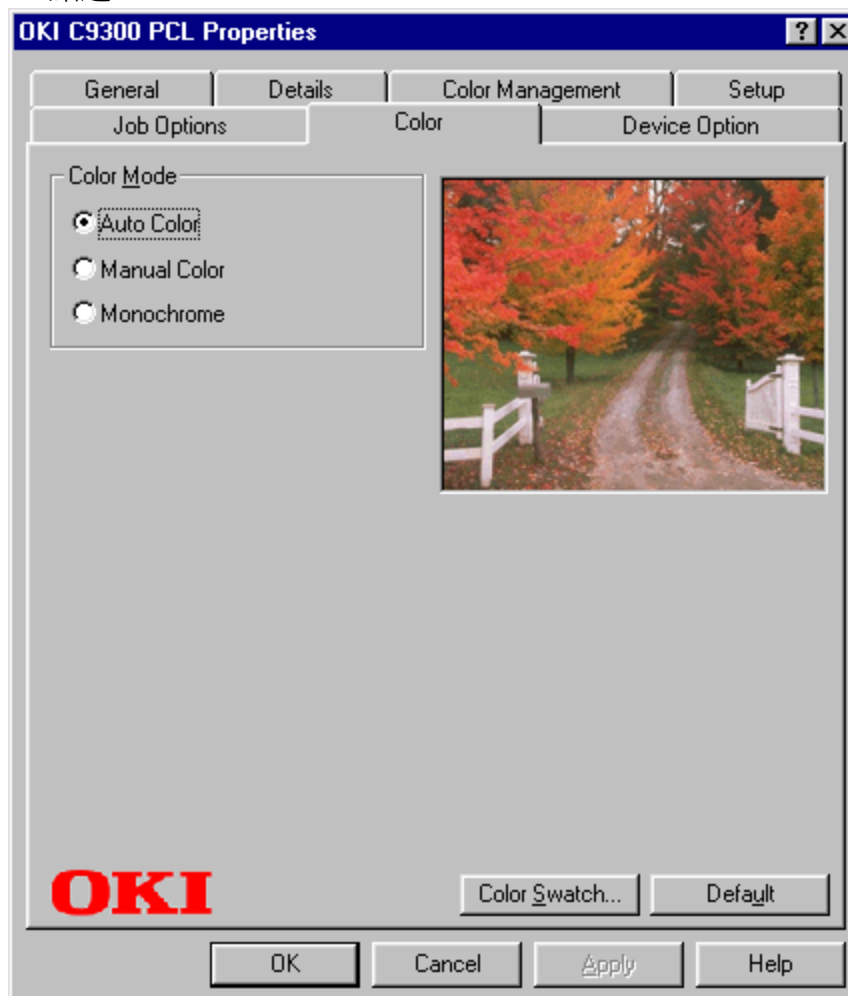 OKI C9300 PCL Properties
General Details Color Management Setup
Job Options Color Device Option
Color Mode
Auto Color
Manual Color
Monochrome
OKI
Color Swatch... Default
OK Cancel Apply Help